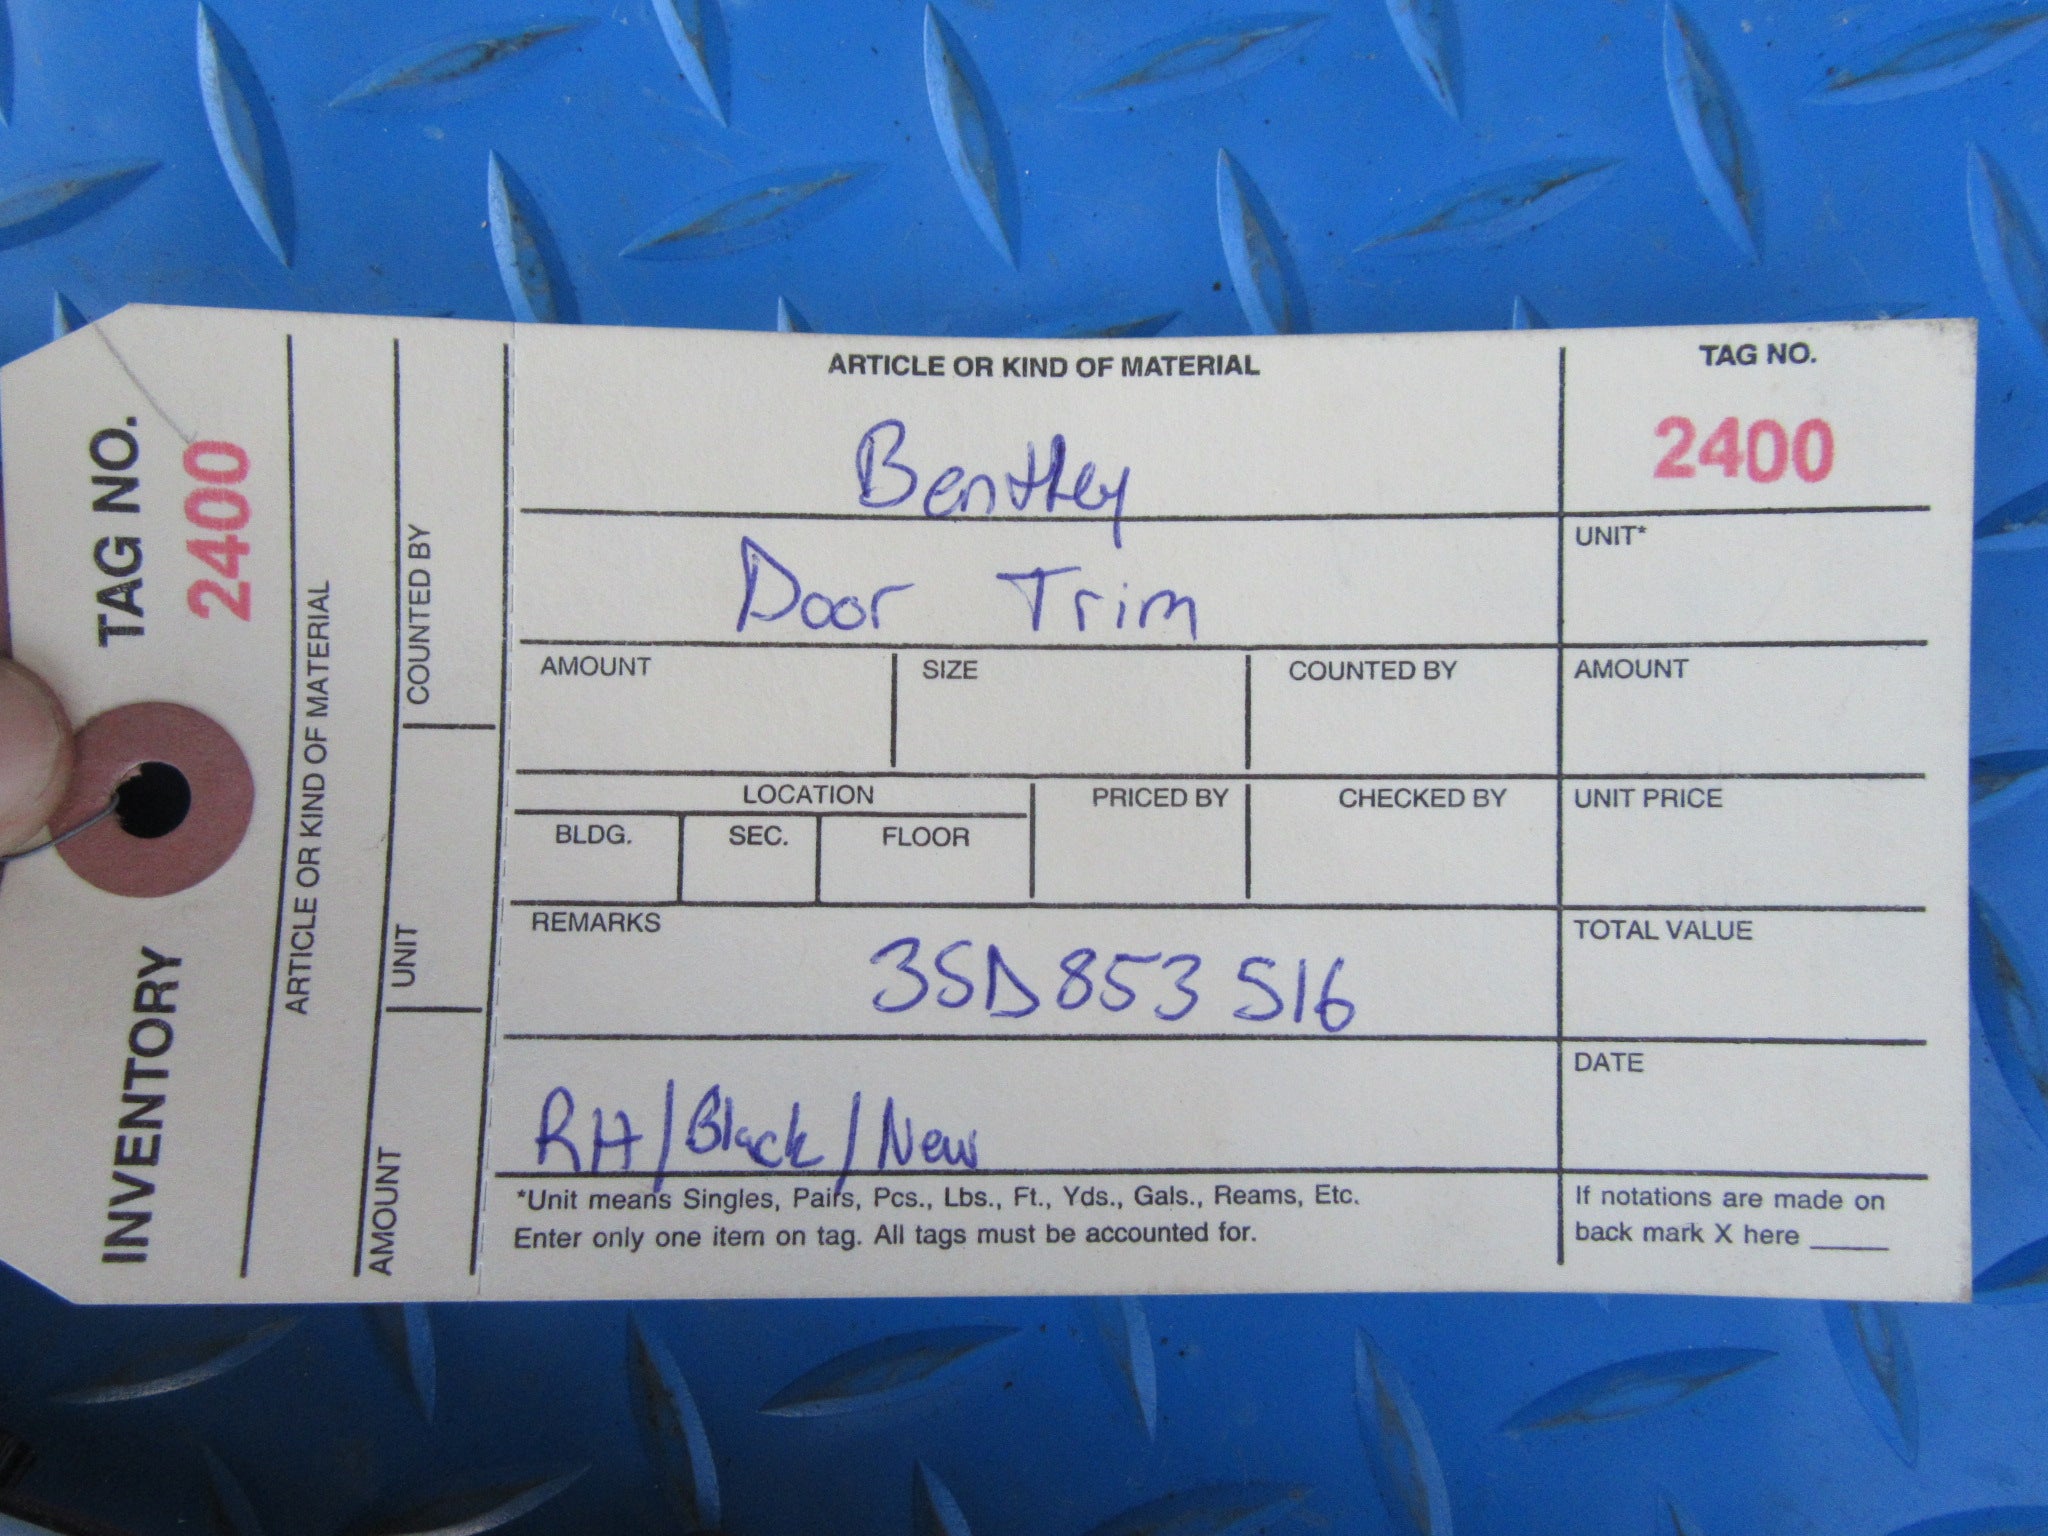 TAG NO.
2400
INVENTORY
ARTICLE OR KIND OF MATERIAL
COUNTED BY
UNIT
AMOUNT
ARTICLE OR KIND OF MATERIAL
Bentley
Door Trim
TAG NO.
2400
UNIT*
AMOUNT
SIZE
COUNTED BY
AMOUNT
LOCATION
BLDG.
SEC.
FLOOR
PRICED BY
CHECKED BY
UNIT PRICE
REMARKS
3SD853516
TOTAL VALUE
RH/Black/New
DATE
*Unit means Singles, Pairs, Pcs., Lbs., Ft., Yds., Gals., Reams, Etc.
Enter only one item on tag. All tags must be accounted for.
If notations are made on
back mark X here _____